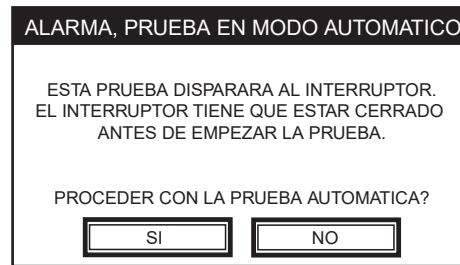 ALARMA, PRUEBA EN MODO AUTOMATICO
ESTA PRUEBA DISPARARA AL INTERRUPTOR.
EL INTERRUPTOR TIENE QUE ESTAR CERRADO
ANTES DE EMPEZAR LA PRUEBA.
PROCEDER CON LA PRUEBA AUTOMATICA?
SI NO